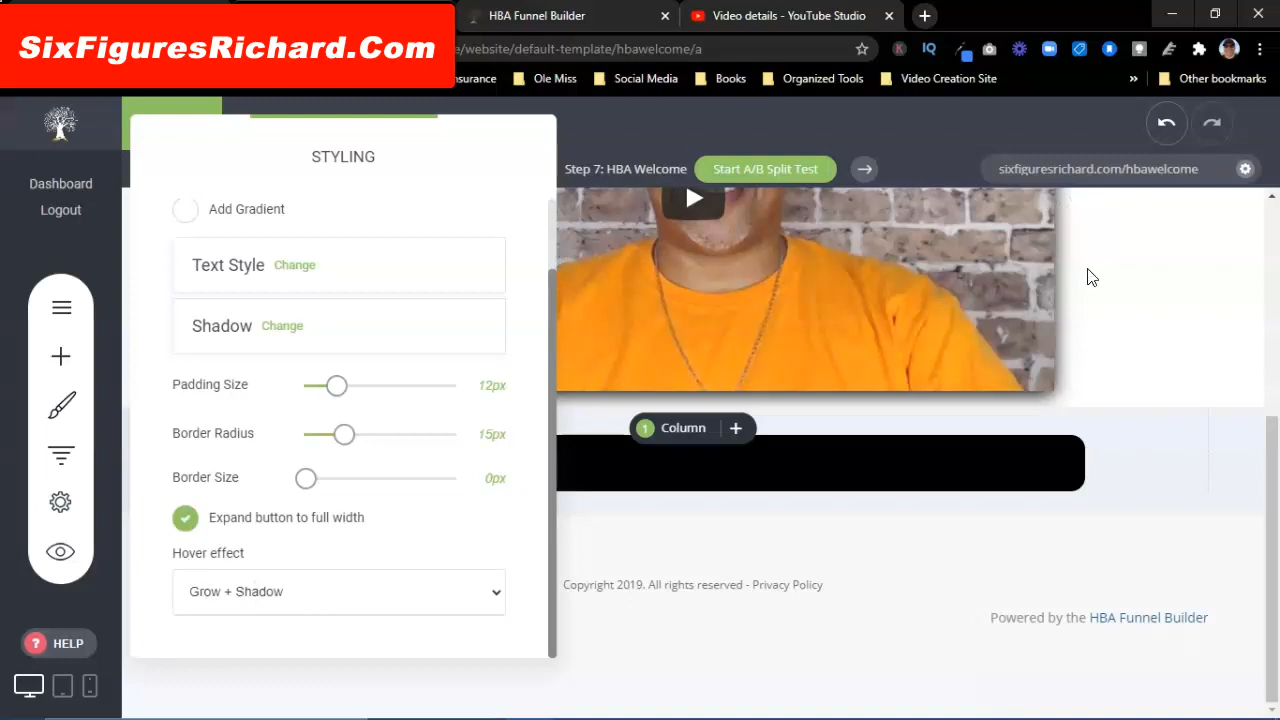 HBA Funnel Builder
Video details - YouTube Studio
SixFiguresRichard.Com
e/website/default-template/hbawelcome/a
surance
Ole Miss
Social Media
Books
Organized Tools
Video Creation Site
Other bookmarks
Dashboard
Logout
STYLING
Step 7: HBA Welcome
Start A/B Split Test
sixfiguresrichard.com/hbawelcome
Add Gradient
Text Style Change
Shadow Change
Padding Size 12px
Border Radius 15px
Border Size 0px
Expand button to full width
Hover effect
Grow + Shadow
1 Column +
Copyright 2019. All rights reserved - Privacy Policy
Powered by the HBA Funnel Builder
? HELP